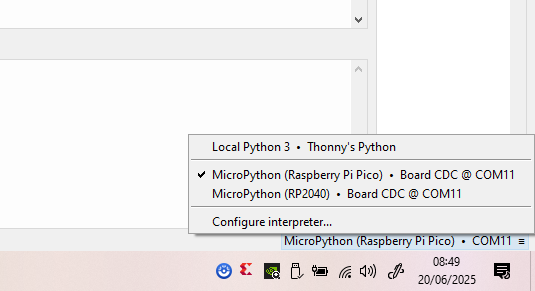 Local Python 3 • Thonny's Python
MicroPython (Raspberry Pi Pico) • Board CDC @ COM11
MicroPython (RP2040) • Board CDC @ COM11
Configure interpreter...
MicroPython (Raspberry Pi Pico) • COM11 ≡
08:49
20/06/2025